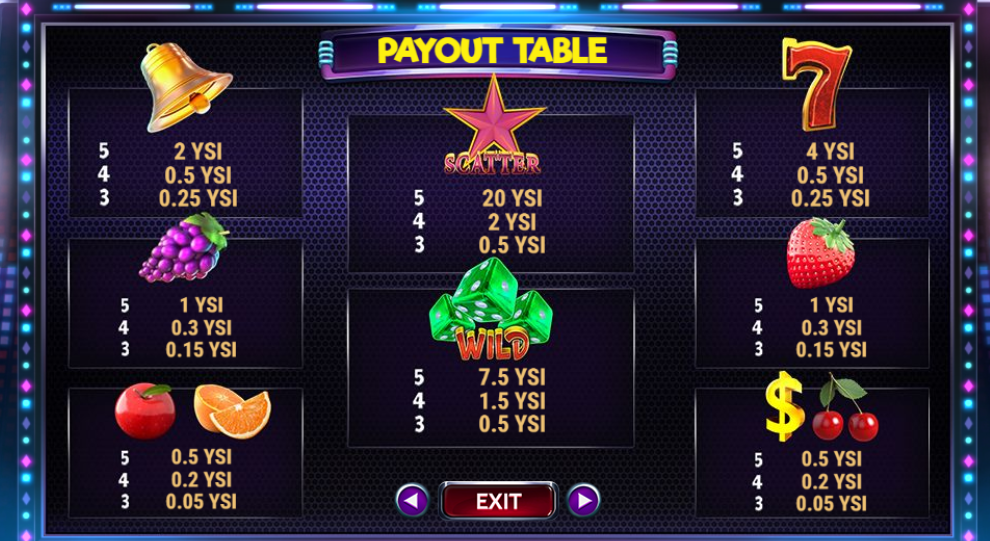 PAYOUT TABLE
5 2 YSI
4 0.5 YSI
3 0.25 YSI
SCATTER
5 20 YSI
4 2 YSI
3 0.5 YSI
7
5 4 YSI
4 0.5 YSI
3 0.25 YSI
5 1 YSI
4 0.3 YSI
3 0.15 YSI
WILD
5 7.5 YSI
4 1.5 YSI
3 0.5 YSI
5 1 YSI
4 0.3 YSI
3 0.15 YSI
5 0.5 YSI
4 0.2 YSI
3 0.05 YSI
$
5 0.5 YSI
4 0.2 YSI
3 0.05 YSI
EXIT